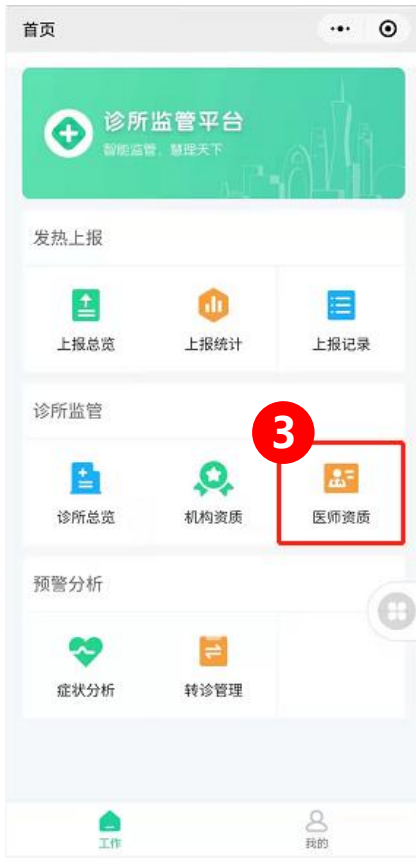 首页
诊所监管平台
智能监管，慧理天下
发热上报
上报总览
上报统计
上报记录
诊所监管
3
诊所总览
机构资质
医师资质
预警分析
症状分析
转诊管理
工作
我的